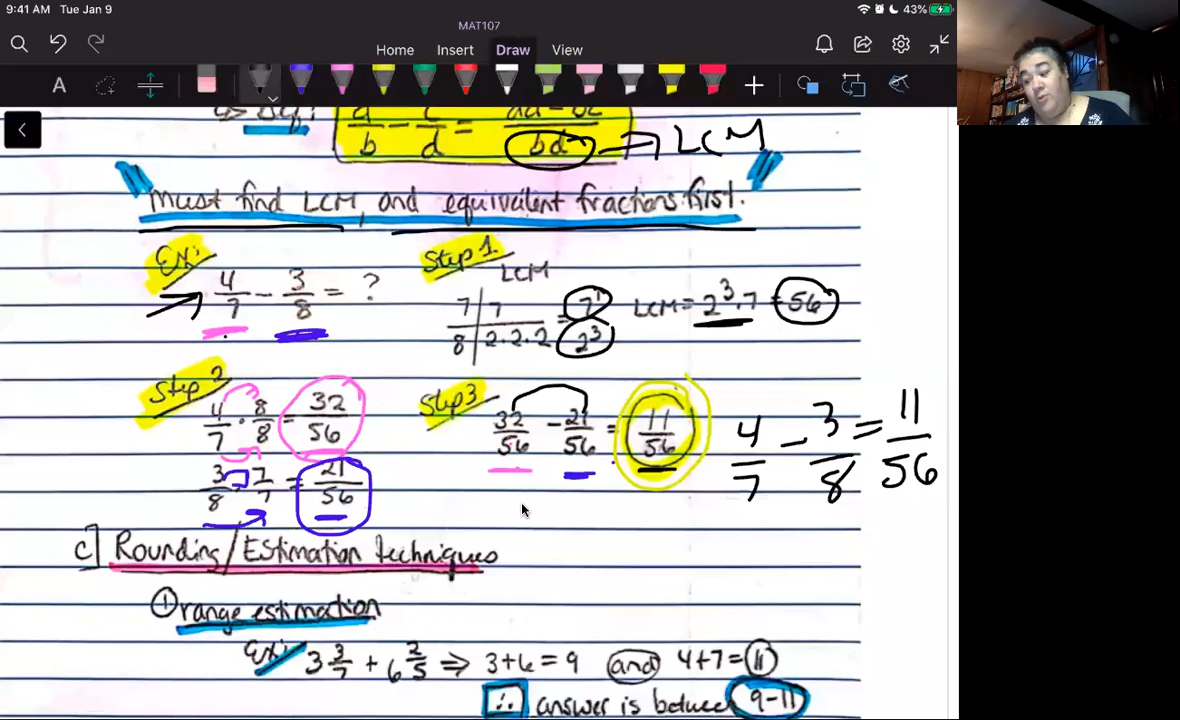 9:41 AM Tue Jan 9
43%
MAT107
Home Insert Draw View
a/b - c/d = ad - bc/bd → LCM
must find LCM, and equivalent fractions first.
Ex: Step 1. LCM
4/7 - 3/8 = ?
7 | 7 = 7¹
8 | 2·2·2 2³
LCM = 2³·7 = 56
Step 2
4/7 · 8/8 = 32/56
3/8 · 7/7 = 21/56
Step3 32/56 - 21/56 = 11/56
4/7 - 3/8 = 11/56
c] Rounding/Estimation techniques
① range estimation
Ex: 3 3/7 + 6 2/5 ⇒ 3+6 = 9 and 4+7 = 11
∴ answer is between 9-11